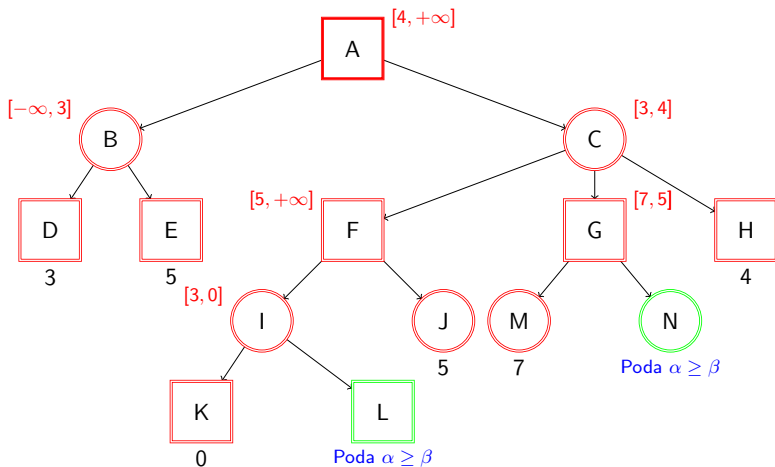 [4, +∞]
A
[−∞, 3]
B
[3, 4]
C
D
E
[5, +∞]
F
[7, 5]
G
H
3
5
4
[3, 0]
I
J
M
N
5
7
Poda α ≥ β
K
L
0
Poda α ≥ β